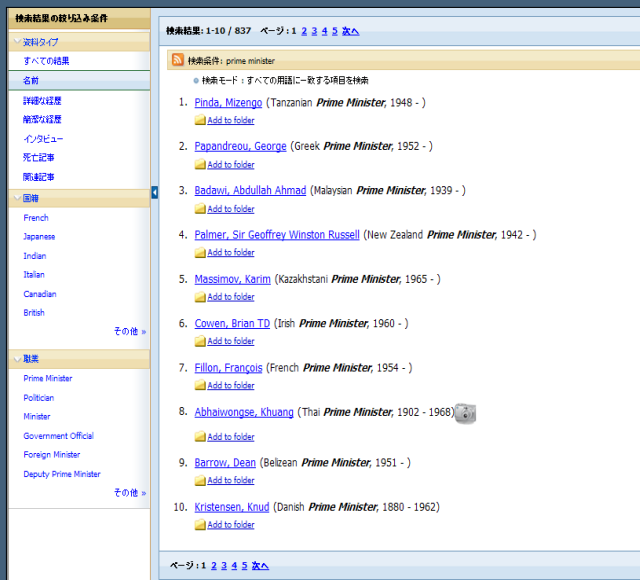 検索結果の絞り込み条件
資料タイプ
すべての結果
名前
詳細な経歴
簡潔な経歴
インタビュー
死亡記事
関連記事
国籍
French
Japanese
Indian
Italian
Canadian
British
その他 »
職業
Prime Minister
Politician
Minister
Government Official
Foreign Minister
Deputy Prime Minister
その他 »
検索結果: 1-10 / 837 ページ : 1 2 3 4 5 次へ
検索条件: prime minister
検索モード : すべての用語に一致する項目を検索
1. Pinda, Mizengo (Tanzanian Prime Minister, 1948 - )
Add to folder
2. Papandreou, George (Greek Prime Minister, 1952 - )
Add to folder
3. Badawi, Abdullah Ahmad (Malaysian Prime Minister, 1939 - )
Add to folder
4. Palmer, Sir Geoffrey Winston Russell (New Zealand Prime Minister, 1942 - )
Add to folder
5. Massimov, Karim (Kazakhstani Prime Minister, 1965 - )
Add to folder
6. Cowen, Brian TD (Irish Prime Minister, 1960 - )
Add to folder
7. Fillon, François (French Prime Minister, 1954 - )
Add to folder
8. Abhaiwongse, Khuang (Thai Prime Minister, 1902 - 1968)
Add to folder
9. Barrow, Dean (Belizean Prime Minister, 1951 - )
Add to folder
10. Kristensen, Knud (Danish Prime Minister, 1880 - 1962)
Add to folder
ページ : 1 2 3 4 5 次へ